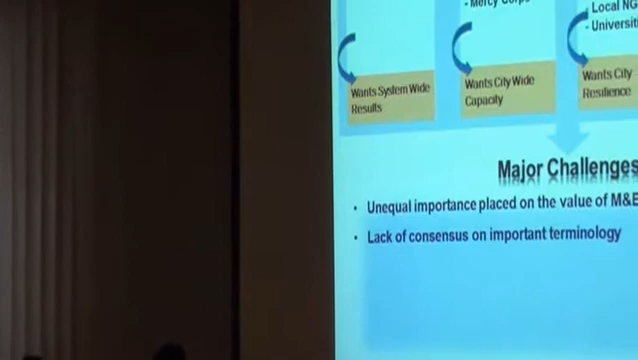 - Mercy Corps
Local NG
- Universiti
Wants System Wide
Results
Wants City Wide
Capacity
Wants City
Resilience
Major Challenges
• Unequal importance placed on the value of M&E
• Lack of consensus on important terminology